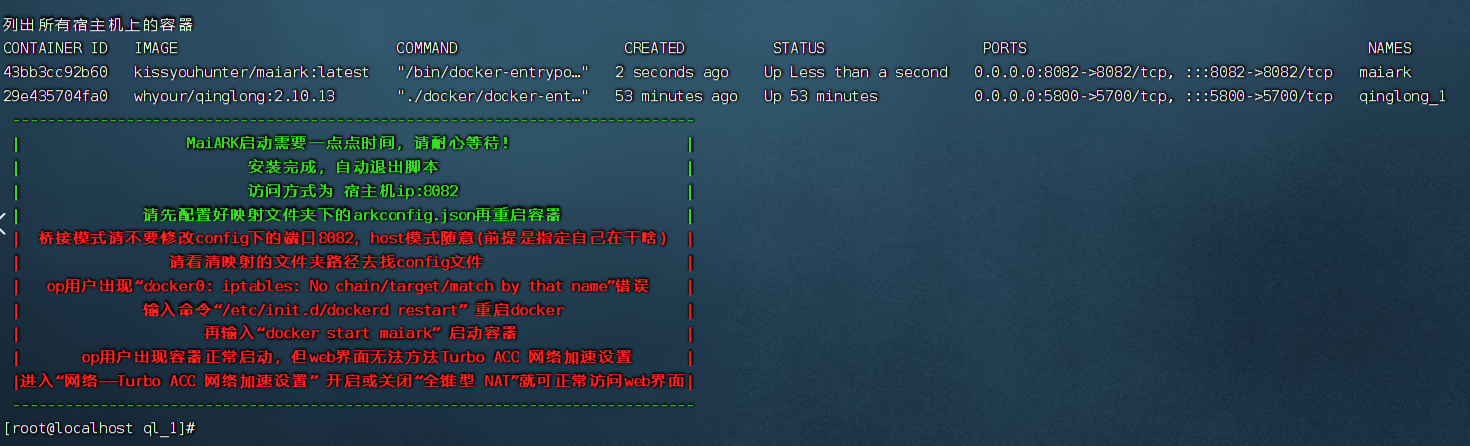 列出所有宿主机上的容器
CONTAINER ID   IMAGE                          COMMAND                   CREATED          STATUS                  PORTS                                       NAMES
43bb3cc92b60   kissyouhunter/maiark:latest   "/bin/docker-entrypo…"   2 seconds ago    Up Less than a second   0.0.0.0:8082->8082/tcp, :::8082->8082/tcp   maiark
29e435704fa0   whyour/qinglong:2.10.13       "./docker/docker-ent…"   53 minutes ago   Up 53 minutes           0.0.0.0:5800->5700/tcp, :::5800->5700/tcp   qinglong_1
-----------------------------------------------------------------------------
| MaiARK启动需要一点点时间，请耐心等待！ |
| 安装完成，自动退出脚本 |
| 访问方式为 宿主机ip:8082 |
| 请先配置好映射文件夹下的arkconfig.json再重启容器 |
| 桥接模式请不要修改config下的端口8082，host模式随意(前提是指定自己在干啥) |
| 请看清映射的文件夹路径去找config文件 |
| op用户出现“docker0: iptables: No chain/target/match by that name”错误 |
| 输入命令“/etc/init.d/dockerd restart” 重启docker |
| 再输入“docker start maiark” 启动容器 |
| op用户出现容器正常启动，但web界面无法方法Turbo ACC 网络加速设置 |
|进入“网络——Turbo ACC 网络加速设置” 开启或关闭“全锥型 NAT”就可正常访问web界面|
-----------------------------------------------------------------------------
[root@localhost ql_1]#